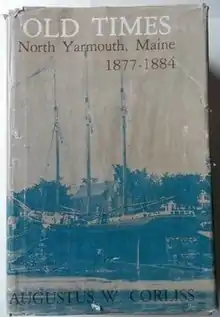 OLD TIMES
North Yarmouth, Maine
1877-1884
AUGUSTUS W. CORLISS